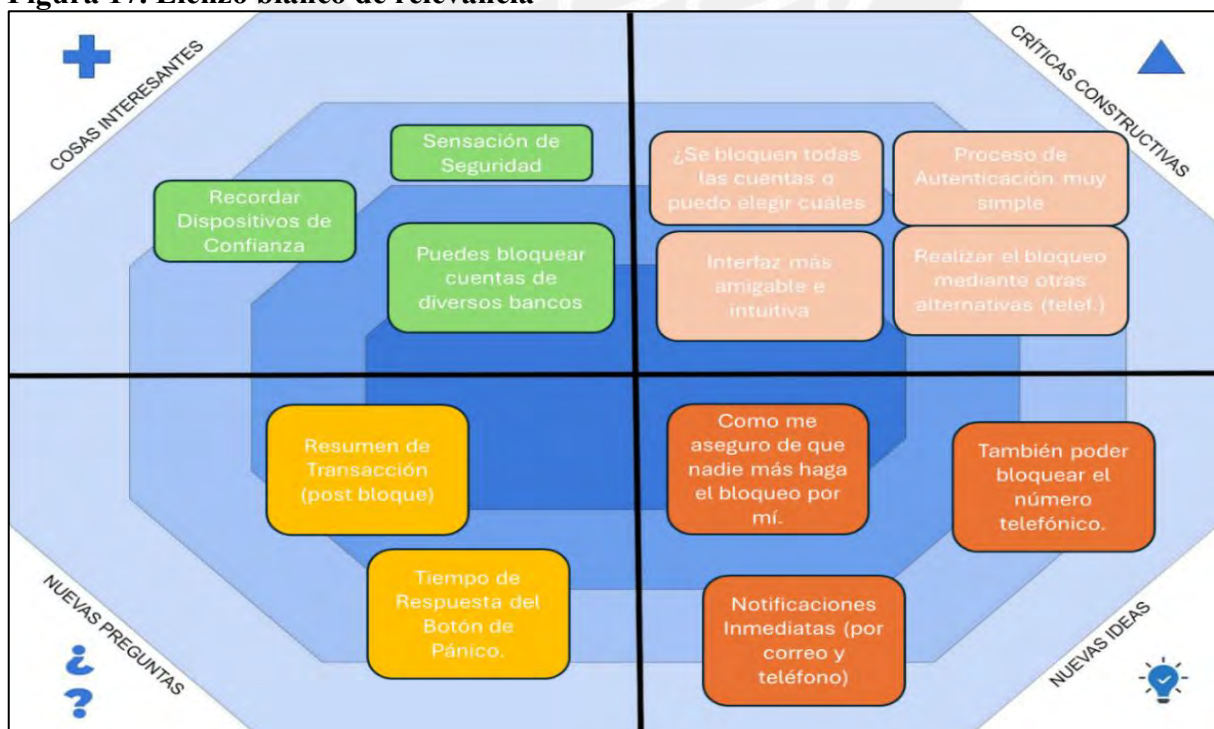 Figura 17. Lienzo blanco de relevancia
COSAS INTERESANTES
Sensación de
Seguridad
Recordar
Dispositivos de
Confianza
Puedes bloquear
cuentas de
diversos bancos
CRÍTICAS CONSTRUCTIVAS
¿Se bloquen todas
las cuentas o
puedo elegir cuáles
Proceso de
Autenticación muy
simple
Interfaz más
amigable e
intuitiva
Realizar el bloqueo
mediante otras
alternativas (telef.)
NUEVAS PREGUNTAS
Resumen de
Transacción
(post bloque)
Tiempo de
Respuesta del
Botón de
Pánico.
¿
?
Como me
aseguro de que
nadie más haga
el bloqueo por
mí.
También poder
bloquear el
número
telefónico.
Notificaciones
Inmediatas (por
correo y
teléfono)
NUEVAS IDEAS